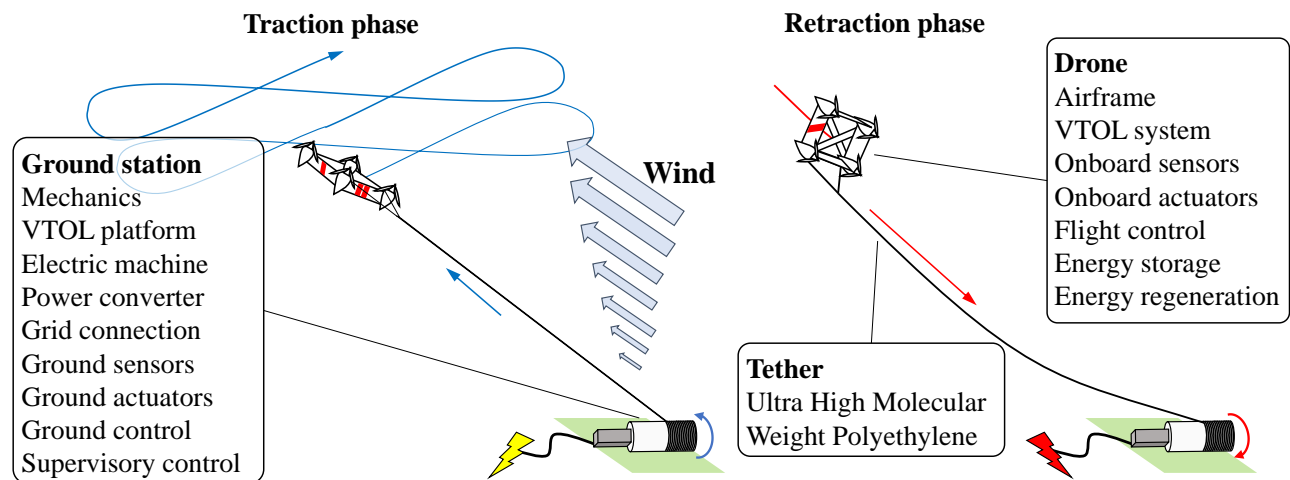 Traction phase
Retraction phase
Ground station
Mechanics
VTOL platform
Electric machine
Power converter
Grid connection
Ground sensors
Ground actuators
Ground control
Supervisory control
Wind
Drone
Airframe
VTOL system
Onboard sensors
Onboard actuators
Flight control
Energy storage
Energy regeneration
Tether
Ultra High Molecular
Weight Polyethylene